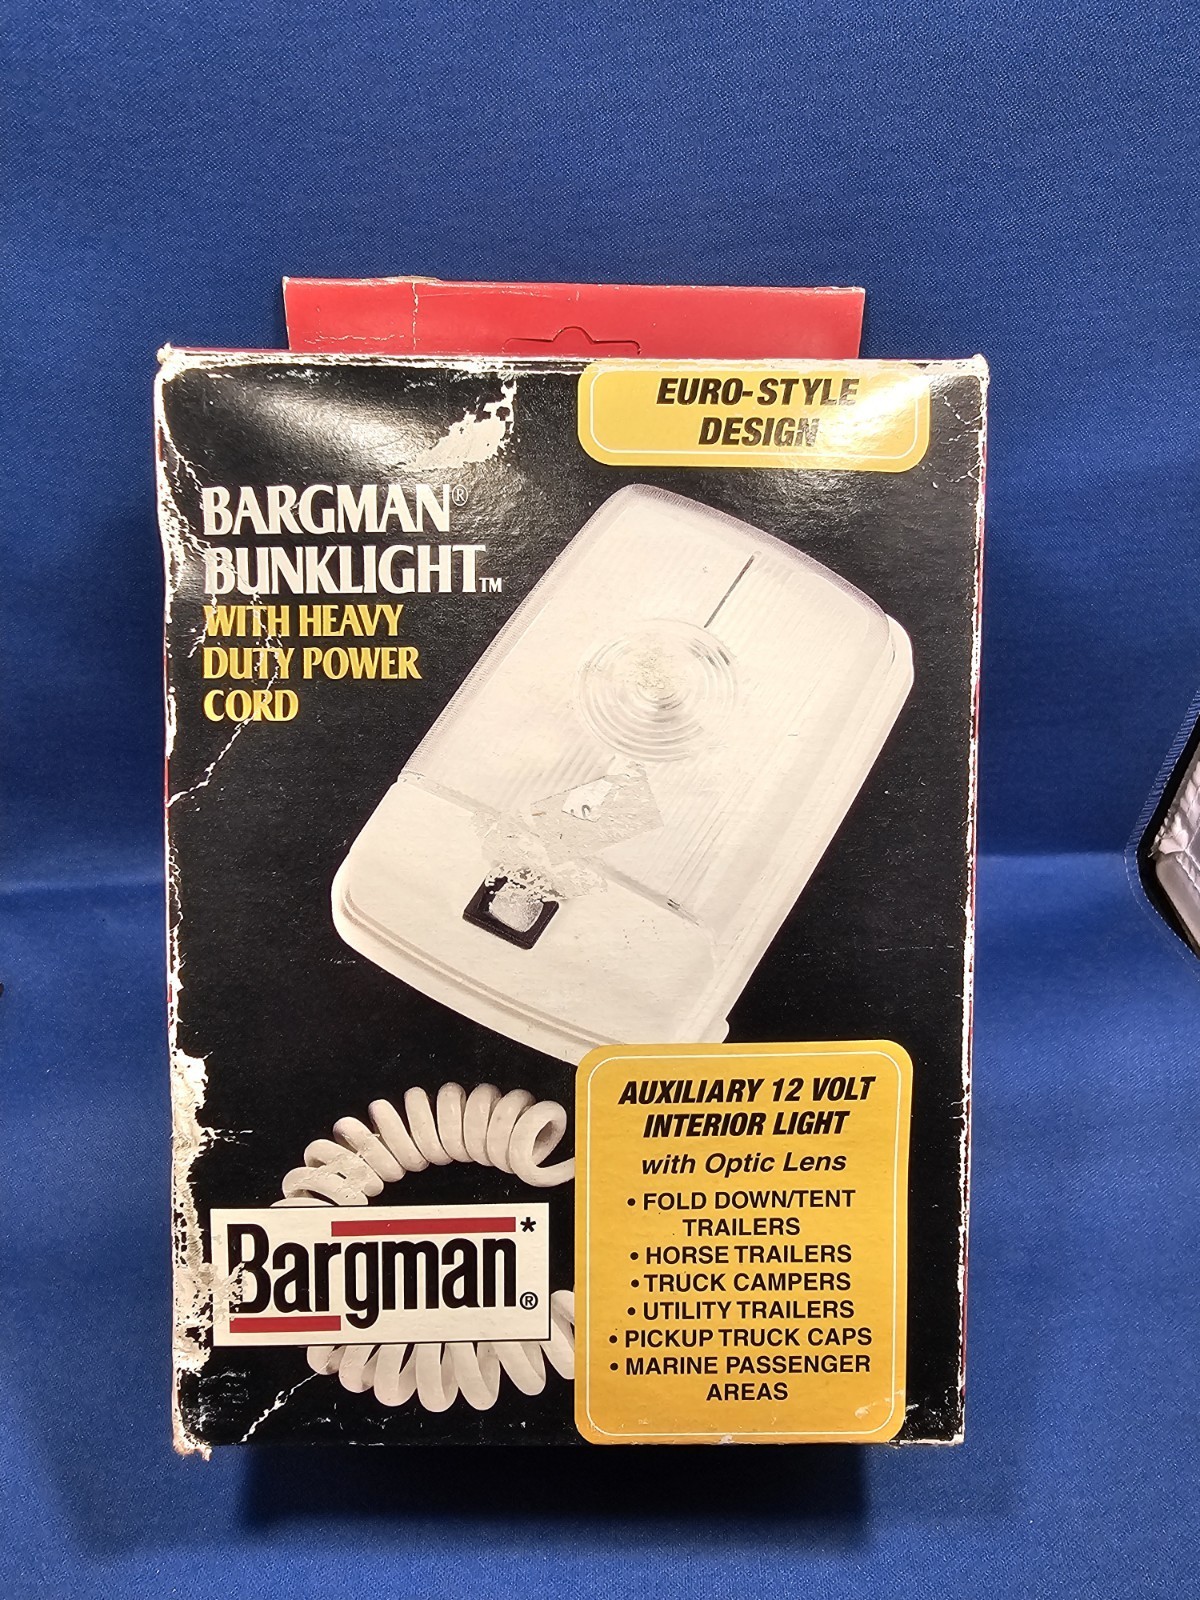 EURO-STYLE
DESIGN
BARGMAN®
BUNKLIGHT™
WITH HEAVY
DUTY POWER
CORD
AUXILIARY 12 VOLT
INTERIOR LIGHT
with Optic Lens
• FOLD DOWN/TENT
TRAILERS
• HORSE TRAILERS
• TRUCK CAMPERS
• UTILITY TRAILERS
• PICKUP TRUCK CAPS
• MARINE PASSENGER
AREAS
Bargman*®